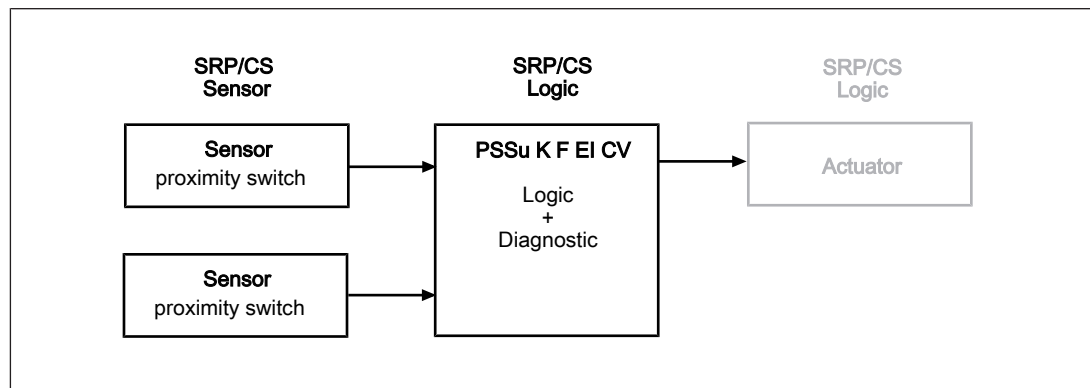 SRP/CS
Sensor
SRP/CS
Logic
SRP/CS
Logic
Sensor
proximity switch
PSSu K F EI CV
Logic
+
Diagnostic
Actuator
Sensor
proximity switch